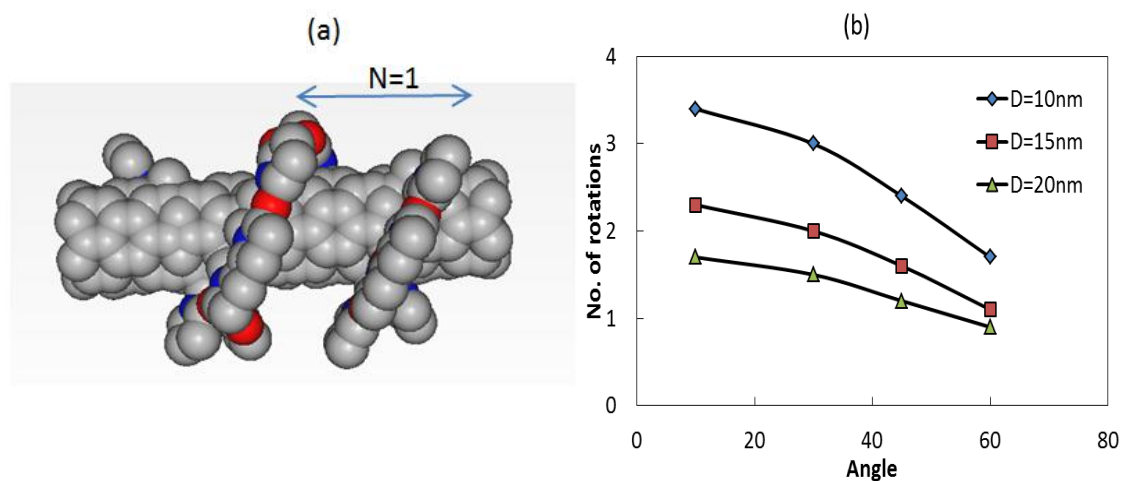 (a)
N=1
(b)
4
3
2
1
0
No. of rotations
D=10nm
D=15nm
D=20nm
0 20 40 60 80
Angle